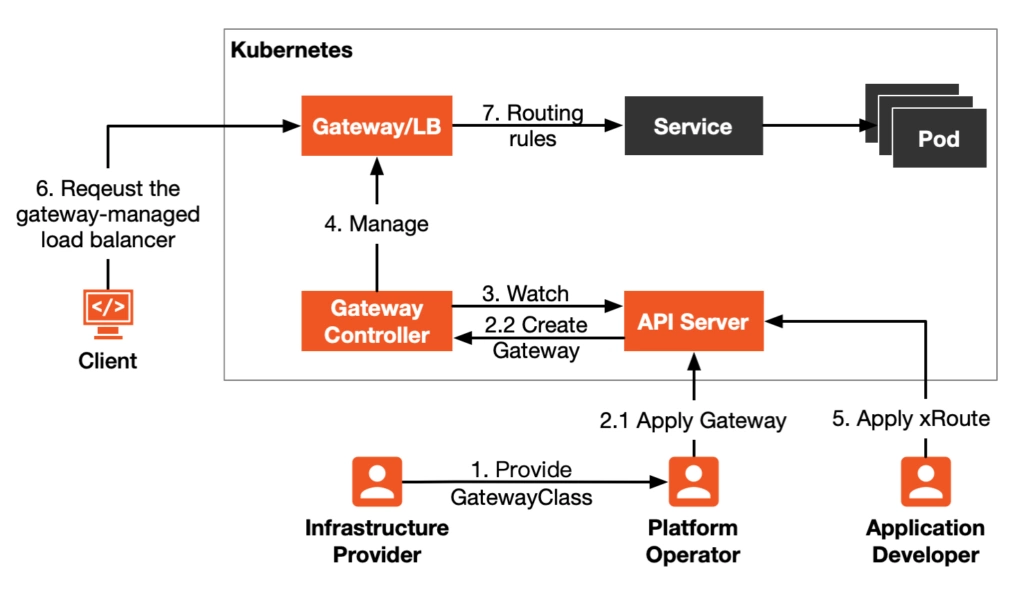 Kubernetes
Gateway/LB
7. Routing
rules
Service
Pod
6. Reqeust the
gateway-managed
load balancer
4. Manage
</>
Client
Gateway
Controller
3. Watch
2.2 Create
Gateway
API Server
2.1 Apply Gateway
5. Apply xRoute
1. Provide
GatewayClass
Infrastructure
Provider
Platform
Operator
Application
Developer